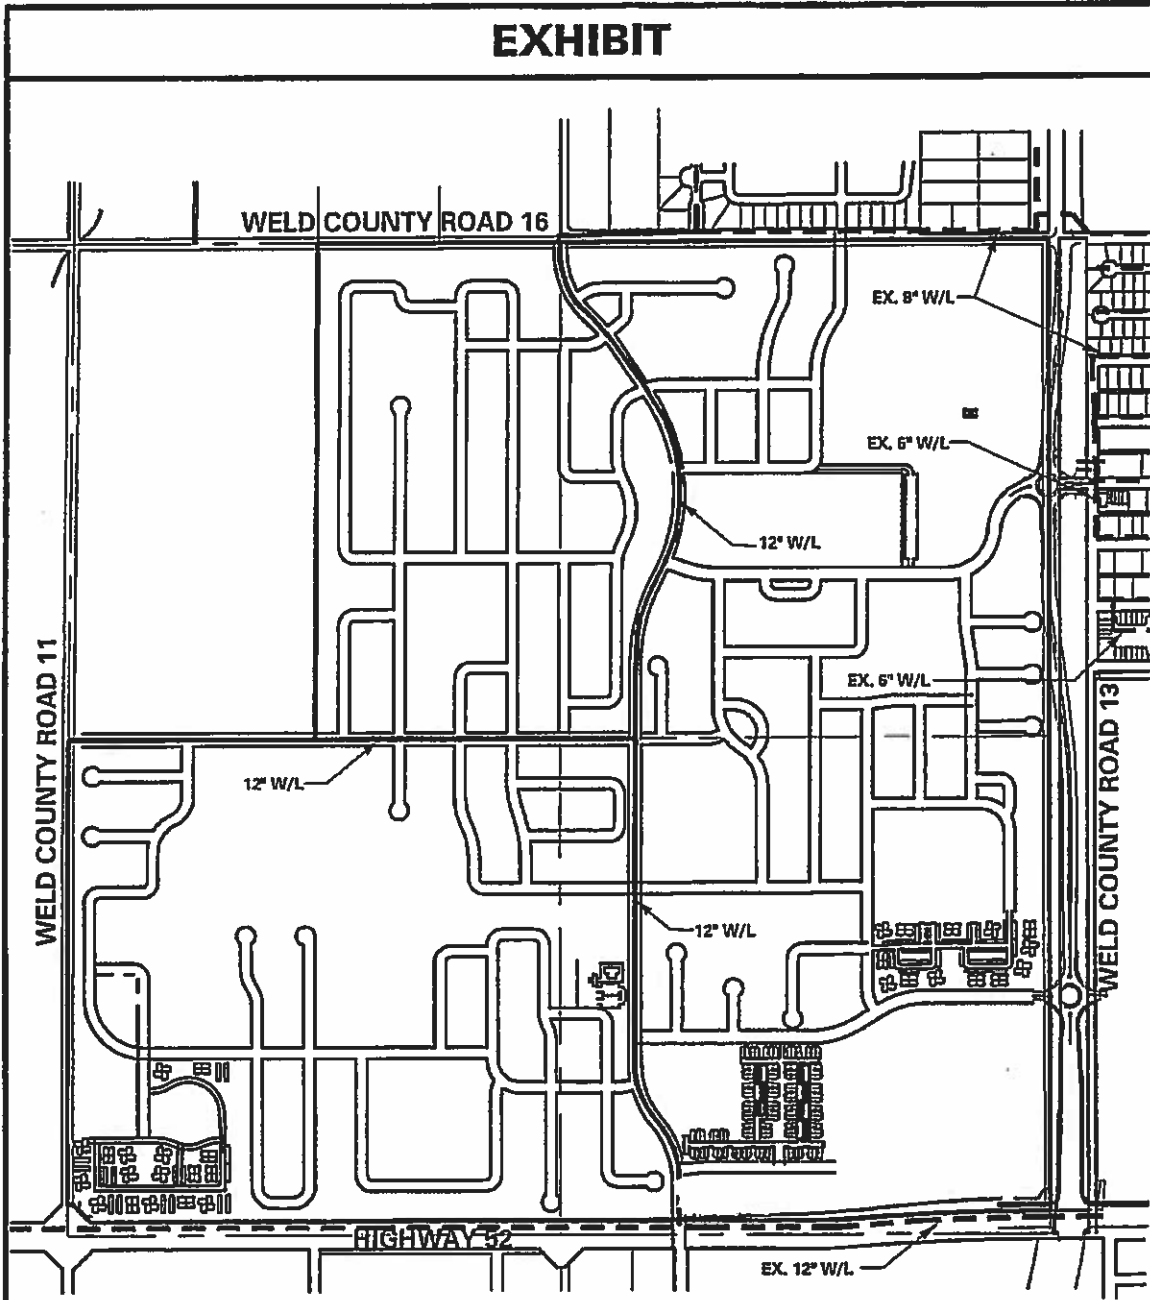 EXHIBIT
WELD COUNTY ROAD 16
EX. 8" W/L
EX. 6" W/L
12" W/L
WELD COUNTY ROAD 11
EX. 6" W/L
WELD COUNTY ROAD 13
12" W/L
12" W/L
HIGHWAY 52
EX. 12" W/L